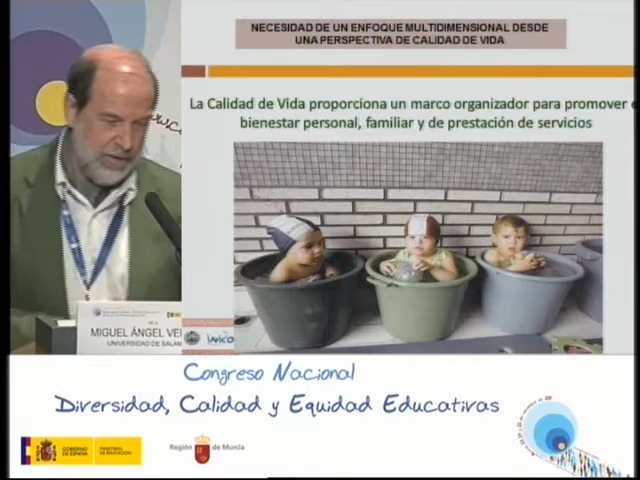 NECESIDAD DE UN ENFOQUE MULTIDIMENSIONAL DESDE
UNA PERSPECTIVA DE CALIDAD DE VIDA
La Calidad de Vida proporciona un marco organizador para promover
bienestar personal, familiar y de prestación de servicios
MIGUEL ÁNGEL
UNIVERSIDAD DE
Congreso Nacional
Diversidad, Calidad y Equidad Educativas
GOBIERNO
DE ESPAÑA
MINISTERIO
DE EDUCACIÓN
Región de Murcia